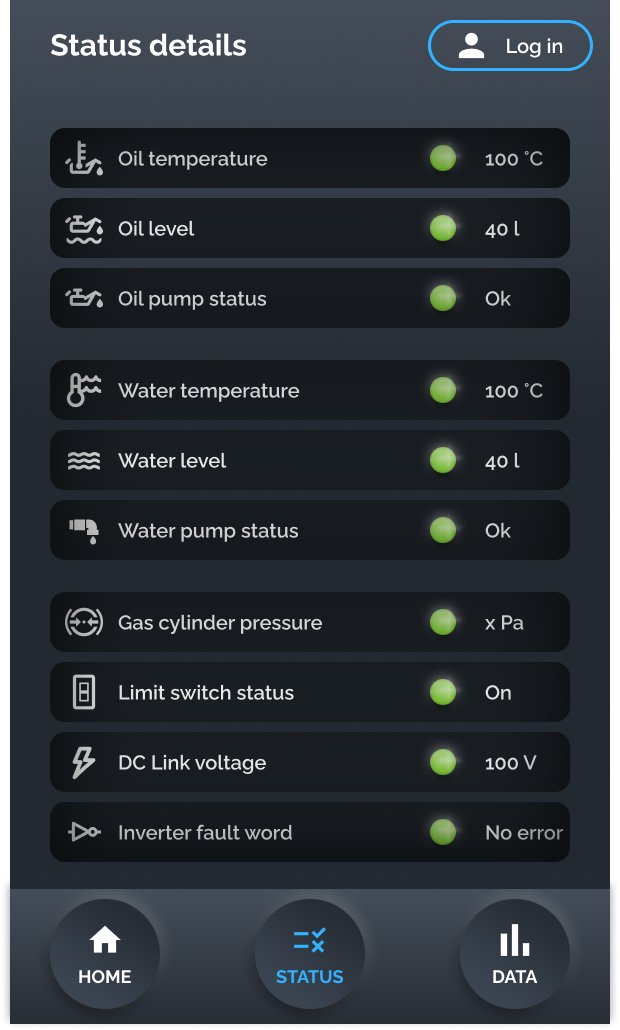 Status details
Log in
Oil temperature 100 °C
Oil level 40 l
Oil pump status Ok
Water temperature 100 °C
Water level 40 l
Water pump status Ok
Gas cylinder pressure x Pa
Limit switch status On
DC Link voltage 100 V
Inverter fault word No error
HOME STATUS DATA